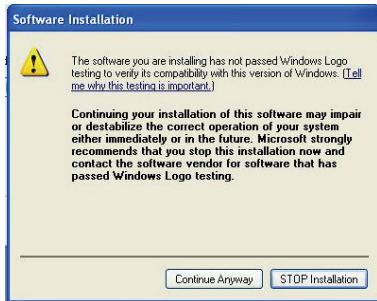 Software Installation
The software you are installing has not passed Windows Logo
testing to verify its compatibility with this version of Windows. (Tell
me why this testing is important.)
Continuing your installation of this software may impair
or destabilize the correct operation of your system
either immediately or in the future. Microsoft strongly
recommends that you stop this installation now and
contact the software vendor for software that has
passed Windows Logo testing.
Continue Anyway STOP Installation